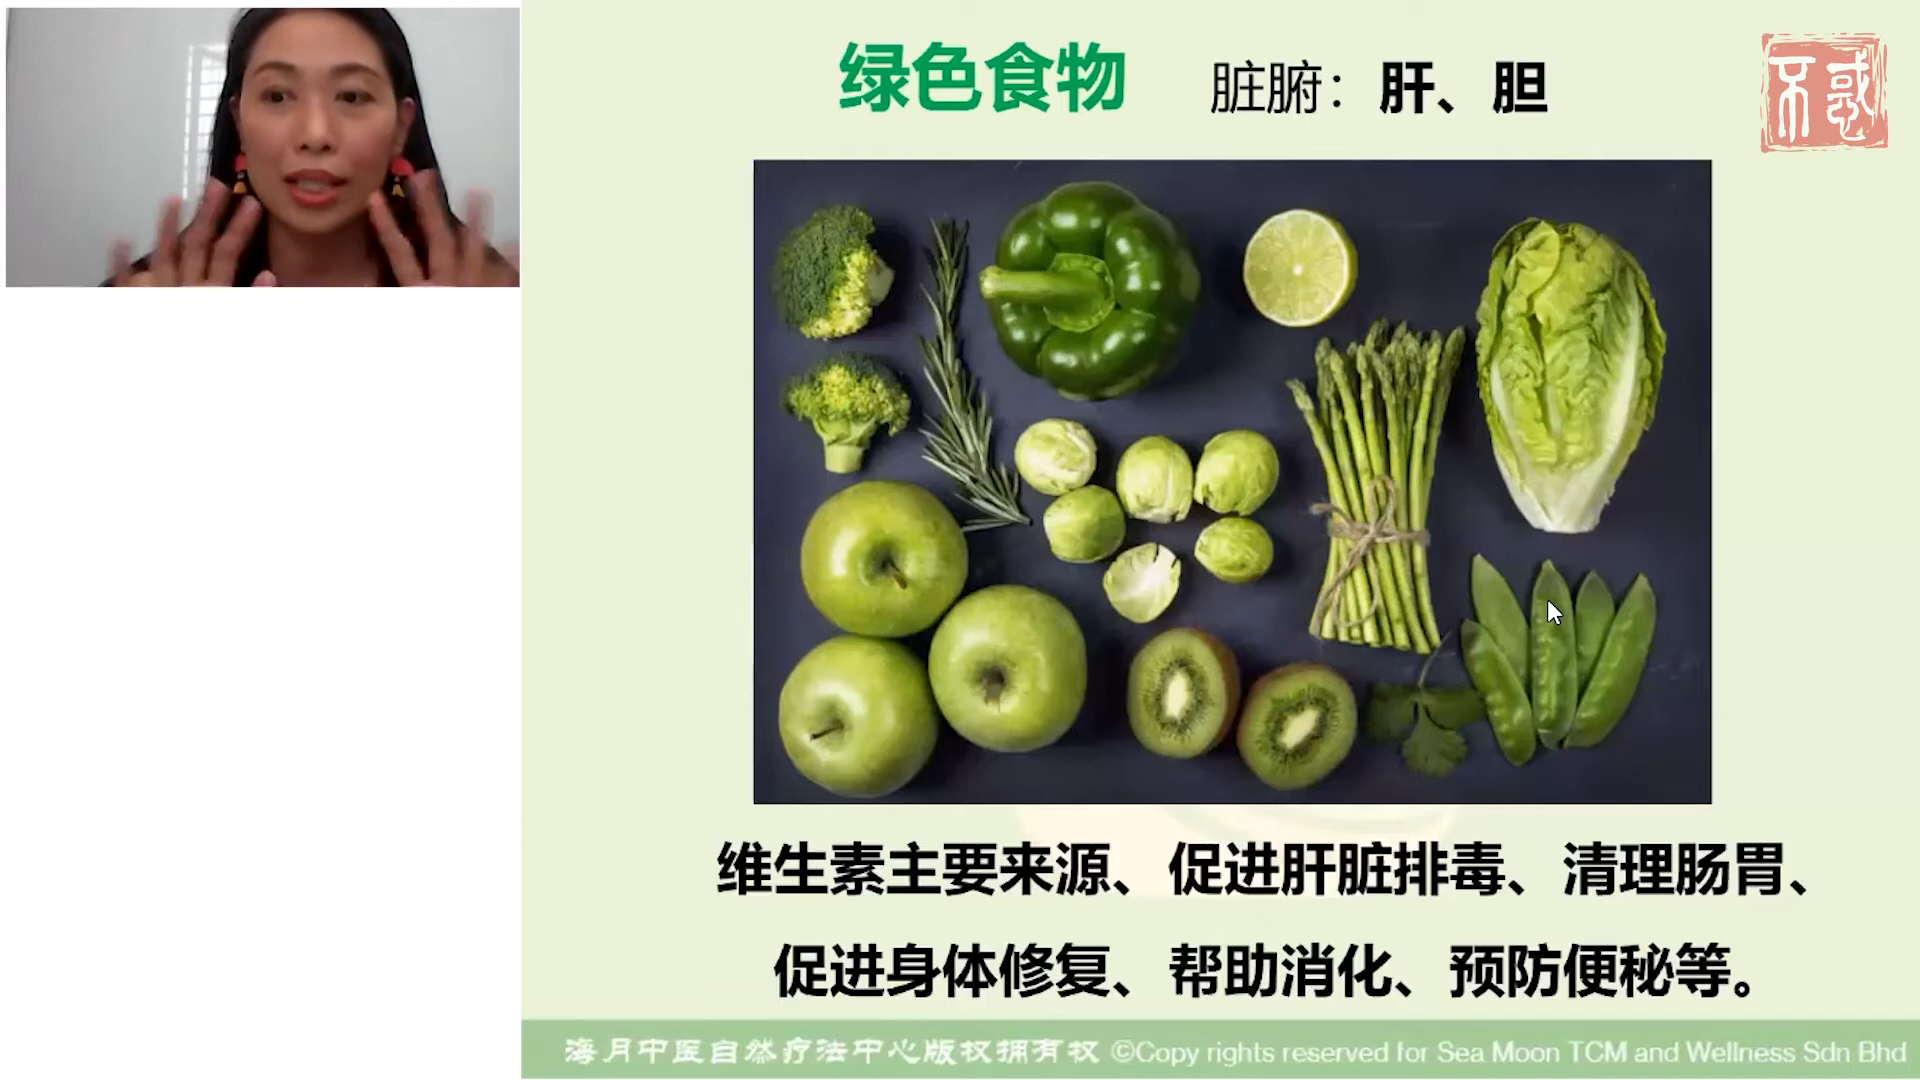 绿色食物
脏腑：肝、胆
不惑
维生素主要来源、促进肝脏排毒、清理肠胃、
促进身体修复、帮助消化、预防便秘等。
海月中医自然疗法中心版权拥有权 ©Copy rights reserved for Sea Moon TCM and Wellness Sdn Bhd